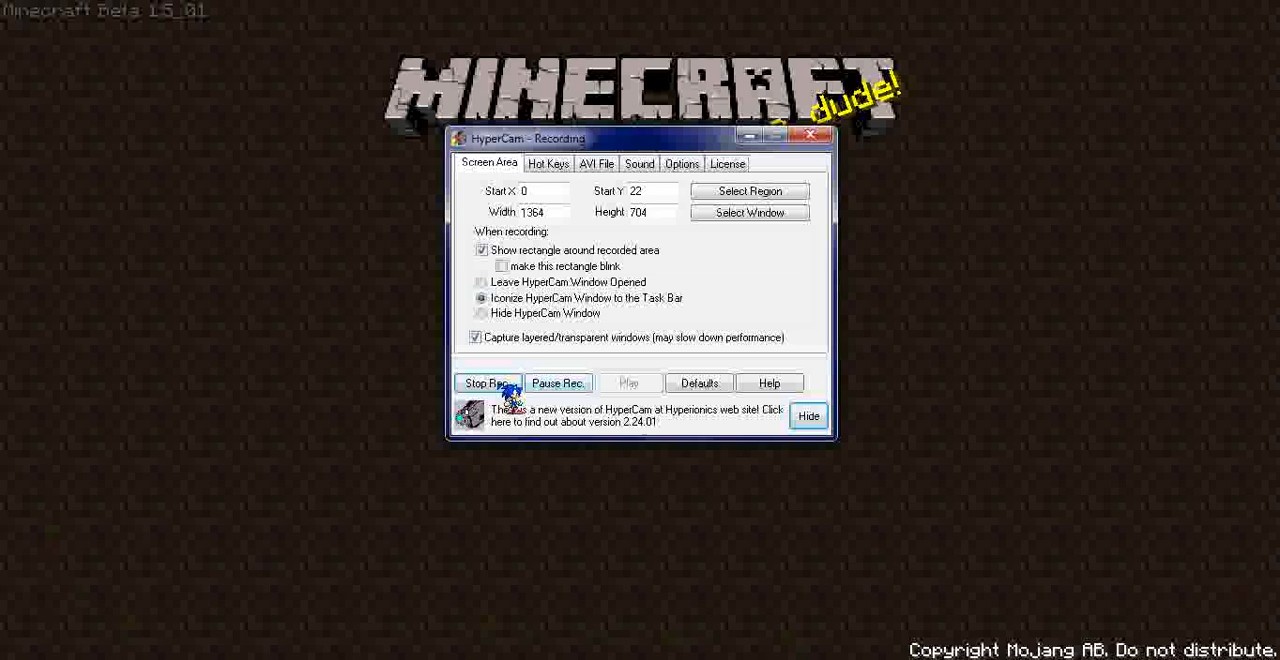 Minecraft Beta 1.5_01
MINECRAFT
dude!
HyperCam - Recording
Screen Area Hot Keys AVI File Sound Options License
Start X 0 Start Y 22 Select Region
Width 1364 Height 704 Select Window
When recording:
Show rectangle around recorded area
make this rectangle blink
Leave HyperCam Window Opened
Iconize HyperCam Window to the Task Bar
Hide HyperCam Window
Capture layered/transparent windows (may slow down performance)
Stop Pause Rec. Play Defaults Help
is a new version of HyperCam at Hyperionics web site! Click
here to find out about version 2.24.01
Hide
Copyright Mojang AB. Do not distribute.